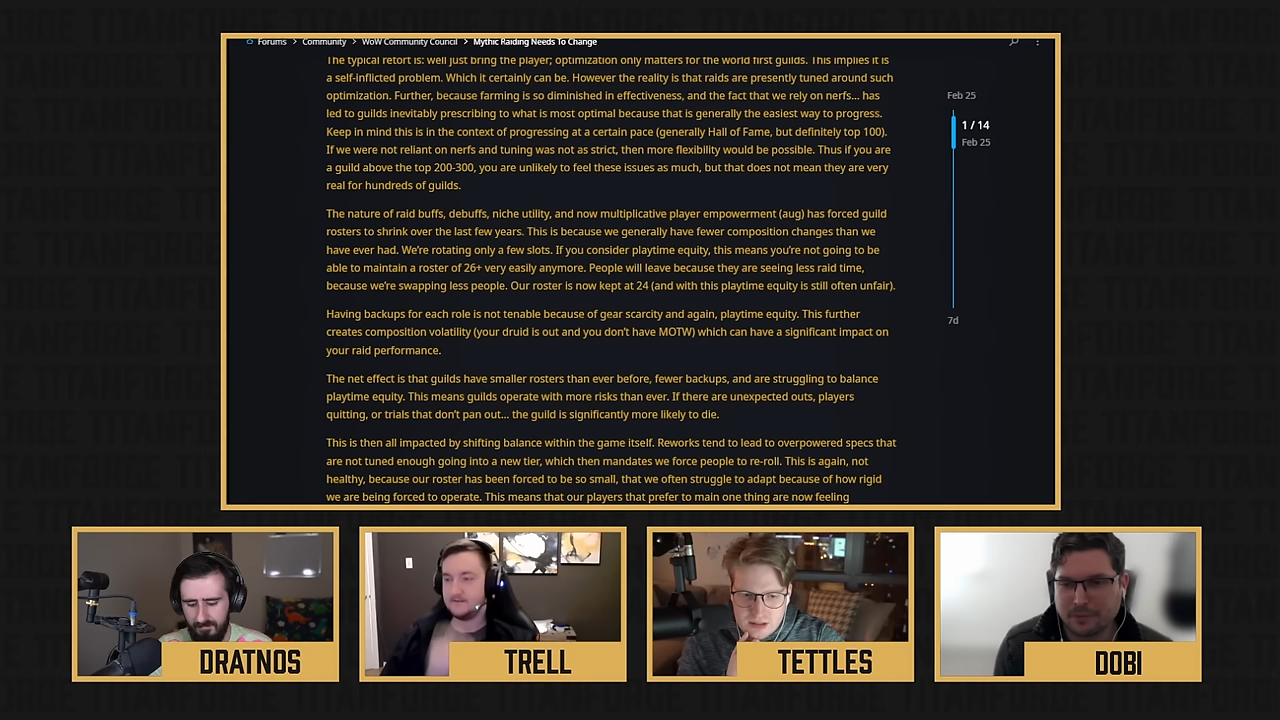 Forums > Community > WoW Community Council > Mythic Raiding Needs To Change
The typical retort is: well just bring the player; optimization only matters for the world first guilds. This implies it is
a self-inflicted problem. Which it certainly can be. However the reality is that raids are presently tuned around such
optimization. Further, because farming is so diminished in effectiveness, and the fact that we rely on nerfs... has
led to guilds inevitably prescribing to what is most optimal because that is generally the easiest way to progress.
Keep in mind this is in the context of progressing at a certain pace (generally Hall of Fame, but definitely top 100).
If we were not reliant on nerfs and tuning was not as strict, then more flexibility would be possible. Thus if you are
a guild above the top 200-300, you are unlikely to feel these issues as much, but that does not mean they are very
real for hundreds of guilds.
The nature of raid buffs, debuffs, niche utility, and now multiplicative player empowerment (aug) has forced guild
rosters to shrink over the last few years. This is because we generally have fewer composition changes than we
have ever had. We're rotating only a few slots. If you consider playtime equity, this means you're not going to be
able to maintain a roster of 26+ very easily anymore. People will leave because they are seeing less raid time,
because we're swapping less people. Our roster is now kept at 24 (and with this playtime equity is still often unfair).
Having backups for each role is not tenable because of gear scarcity and again, playtime equity. This further
creates composition volatility (your druid is out and you don't have MOTW) which can have a significant impact on
your raid performance.
The net effect is that guilds have smaller rosters than ever before, fewer backups, and are struggling to balance
playtime equity. This means guilds operate with more risks than ever. If there are unexpected outs, players
quitting, or trials that don't pan out... the guild is significantly more likely to die.
This is then all impacted by shifting balance within the game itself. Reworks tend to lead to overpowered specs that
are not tuned enough going into a new tier, which then mandates we force people to re-roll. This is again, not
healthy, because our roster has been forced to be so small, that we often struggle to adapt because of how rigid
we are being forced to operate. This means that our players that prefer to main one thing are now feeling
Feb 25
1 / 14
Feb 25
7d
DRATNOS
TRELL
TETTLES
DOBI